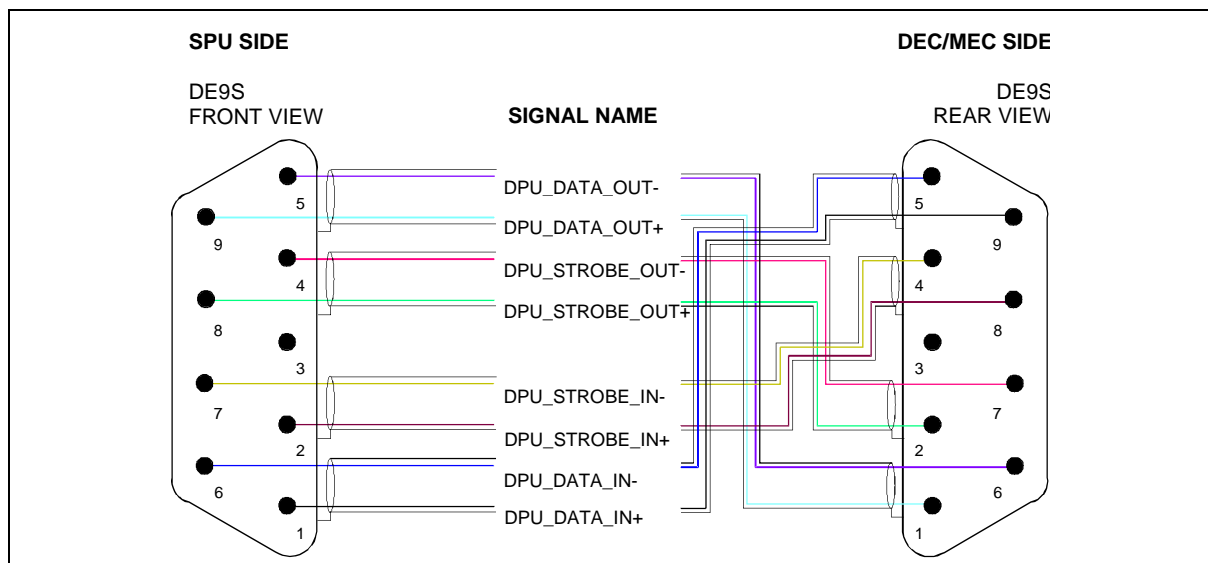 SPU SIDE
DEC/MEC SIDE
DE9S
FRONT VIEW
SIGNAL NAME
DE9S
REAR VIEW
DPU_DATA_OUT-
5
5
DPU_DATA_OUT+
9
9
DPU_STROBE_OUT-
4
4
DPU_STROBE_OUT+
8
8
3
3
DPU_STROBE_IN-
7
7
DPU_STROBE_IN+
2
2
DPU_DATA_IN-
6
6
DPU_DATA_IN+
1
1